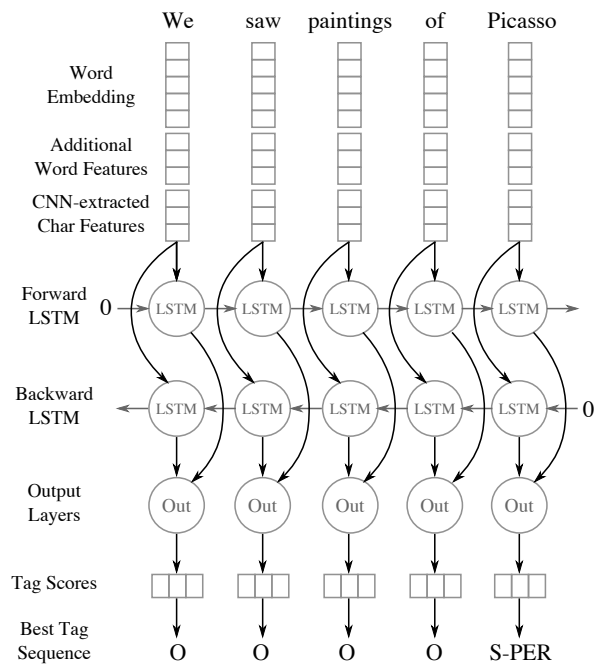 We saw paintings of Picasso
Word
Embedding
Additional
Word Features
CNN-extracted
Char Features
Forward
LSTM
0 LSTM LSTM LSTM LSTM LSTM
Backward
LSTM
LSTM LSTM LSTM LSTM LSTM 0
Output
Layers
Out Out Out Out Out
Tag Scores
Best Tag
Sequence
O O O O S-PER